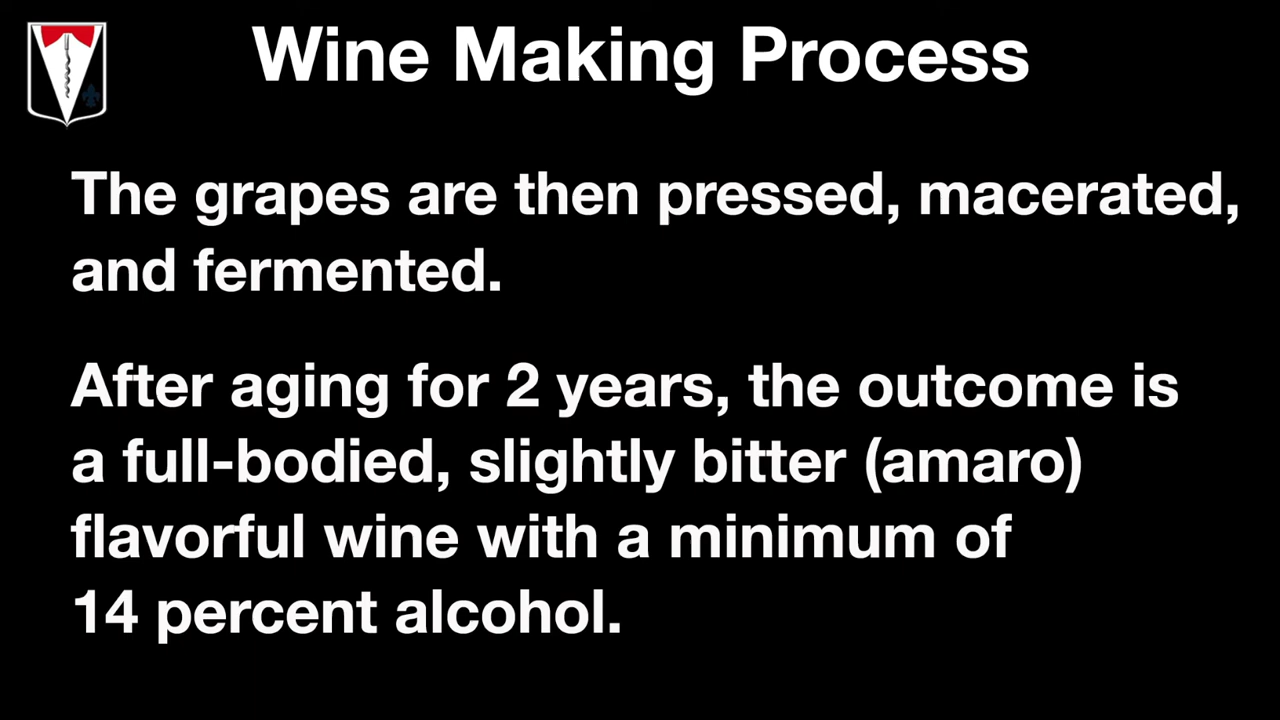 Wine Making Process
The grapes are then pressed, macerated,
and fermented.
After aging for 2 years, the outcome is
a full-bodied, slightly bitter (amaro)
flavorful wine with a minimum of
14 percent alcohol.